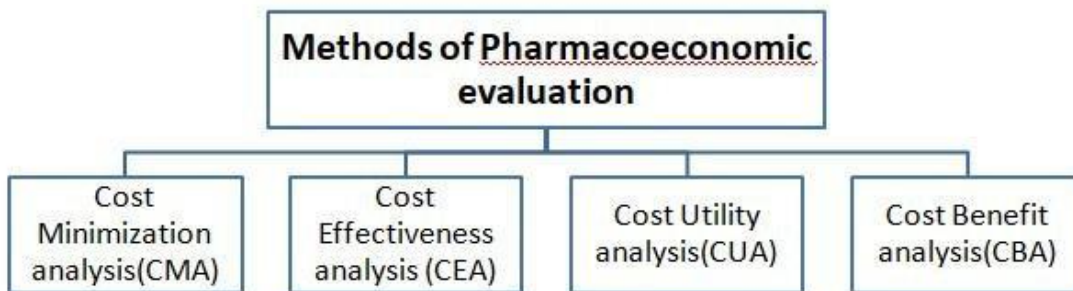 Methods of Pharmacoeconomic
evaluation
Cost
Minimization
analysis(CMA)
Cost
Effectiveness
analysis (CEA)
Cost Utility
analysis(CUA)
Cost Benefit
analysis(CBA)